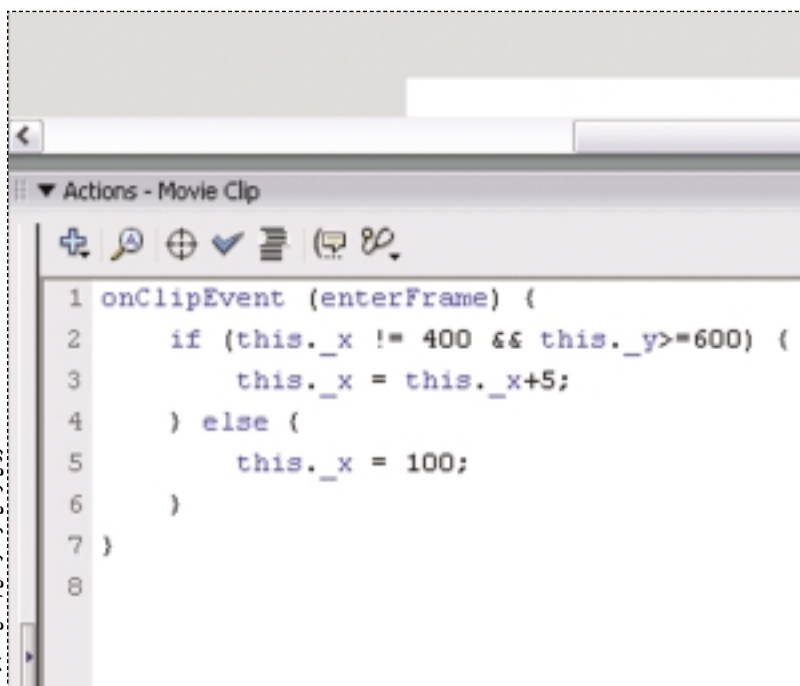 Actions - Movie Clip
1 onClipEvent (enterFrame) {
2 if (this._x != 400 && this._y>=600) {
3 this._x = this._x+5;
4 } else {
5 this._x = 100;
6 }
7 }
8